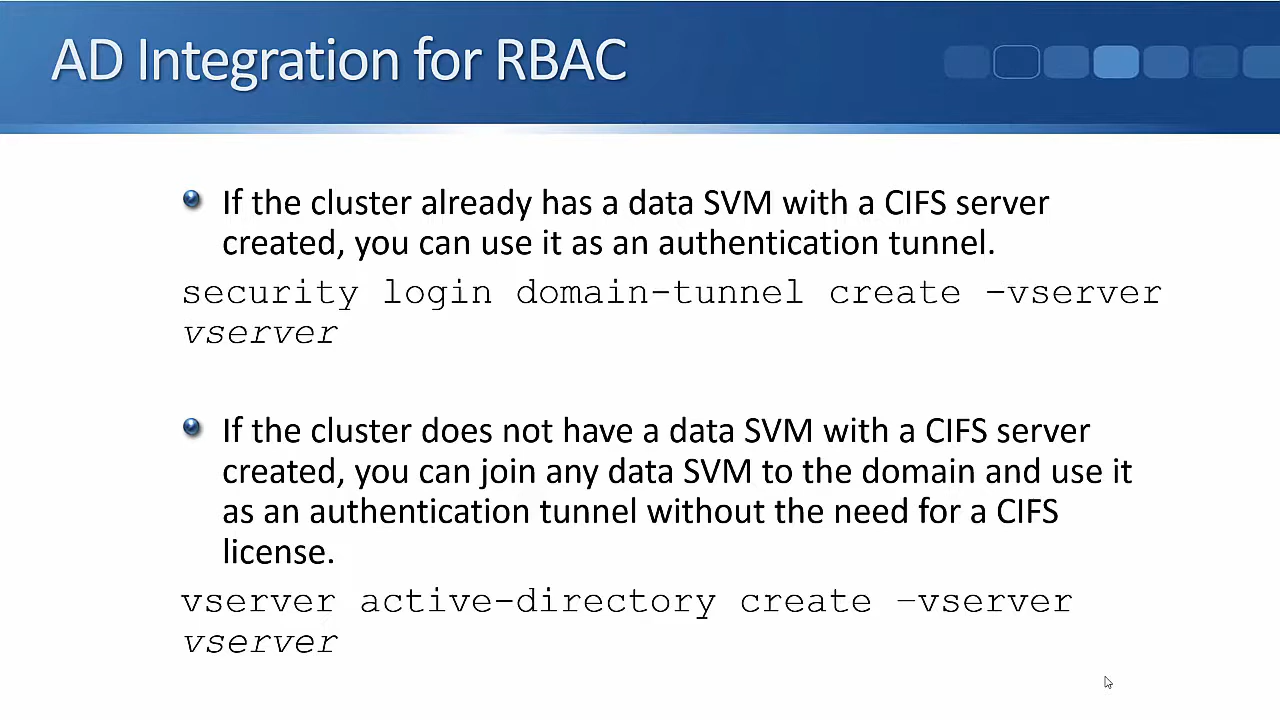 AD Integration for RBAC
If the cluster already has a data SVM with a CIFS server
created, you can use it as an authentication tunnel.
security login domain-tunnel create –vserver
vserver
If the cluster does not have a data SVM with a CIFS server
created, you can join any data SVM to the domain and use it
as an authentication tunnel without the need for a CIFS
license.
vserver active-directory create –vserver
vserver